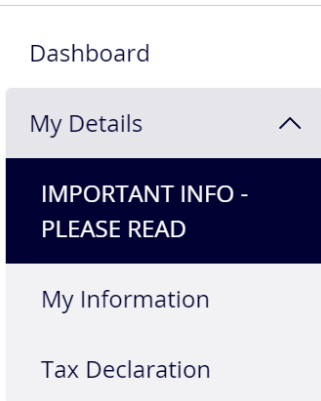 Dashboard
My Details
IMPORTANT INFO -
PLEASE READ
My Information
Tax Declaration